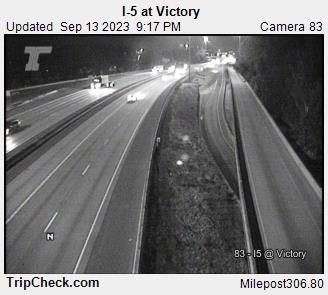 I-5 at Victory
Updated  Sep 13 2023  9:17 PM
Camera 83
T
N
83 - I5 @ Victory
TripCheck.com
Milepost306.80